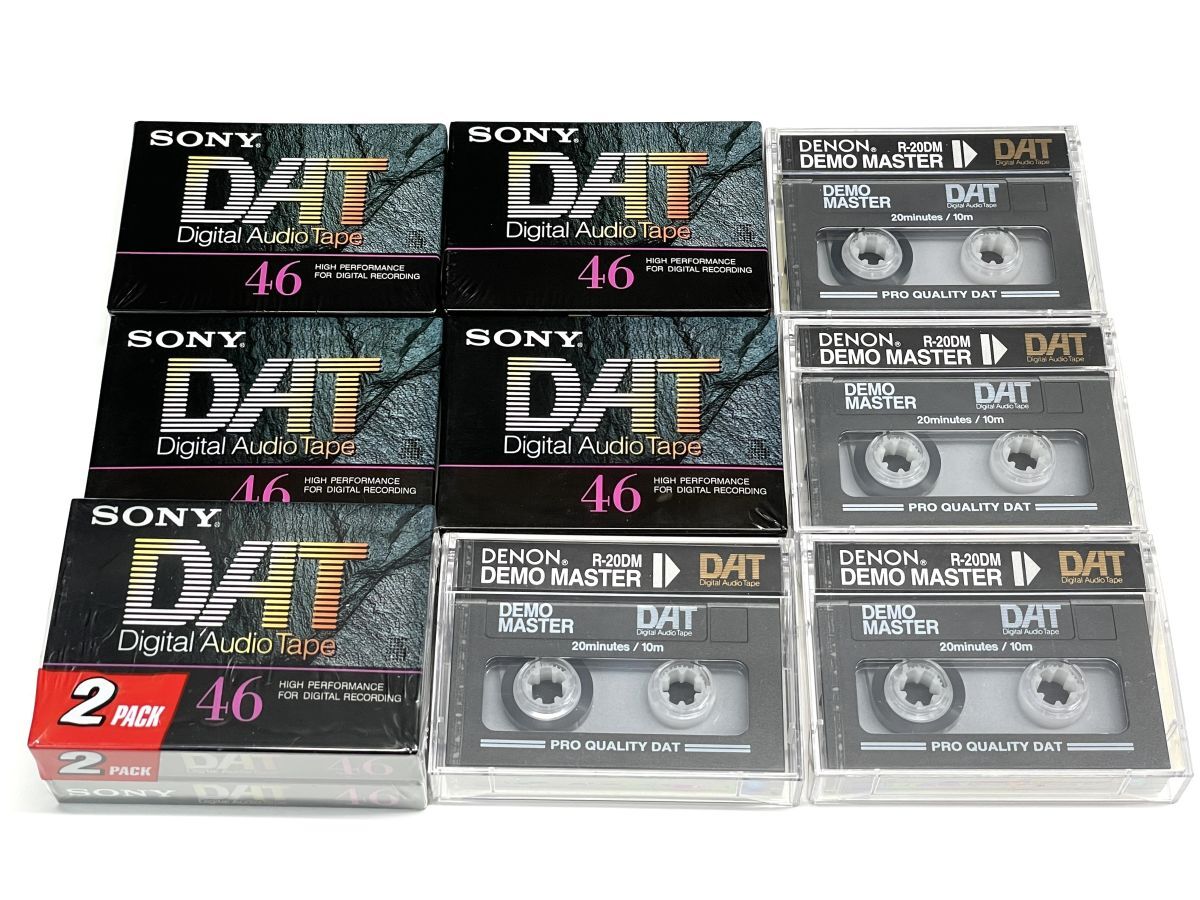 SONY
DAT
Digital Audio Tape
46
HIGH PERFORMANCE
FOR DIGITAL RECORDING
SONY
DAT
Digital Audio Tape
46
HIGH PERFORMANCE
FOR DIGITAL RECORDING
DENON R-20DM
DEMO MASTER
DAT
Digital Audio Tape
DEMO
MASTER
DAT
Digital Audio Tape
20minutes / 10m
PRO QUALITY DAT
SONY
DAT
Digital Audio Tape
46
HIGH PERFORMANCE
FOR DIGITAL RECORDING
SONY
DAT
Digital Audio Tape
46
HIGH PERFORMANCE
FOR DIGITAL RECORDING
DENON R-20DM
DEMO MASTER
DAT
Digital Audio Tape
DEMO
MASTER
DAT
Digital Audio Tape
20minutes / 10m
PRO QUALITY DAT
SONY
DAT
Digital Audio Tape
2 PACK
46
HIGH PERFORMANCE
FOR DIGITAL RECORDING
2 PACK
DAT
46
SONY
DAT
Digital Audio Tape
46
DENON R-20DM
DEMO MASTER
DAT
Digital Audio Tape
DEMO
MASTER
DAT
Digital Audio Tape
20minutes / 10m
PRO QUALITY DAT
DENON R-20DM
DEMO MASTER
DAT
Digital Audio Tape
DEMO
MASTER
DAT
Digital Audio Tape
20minutes / 10m
PRO QUALITY DAT